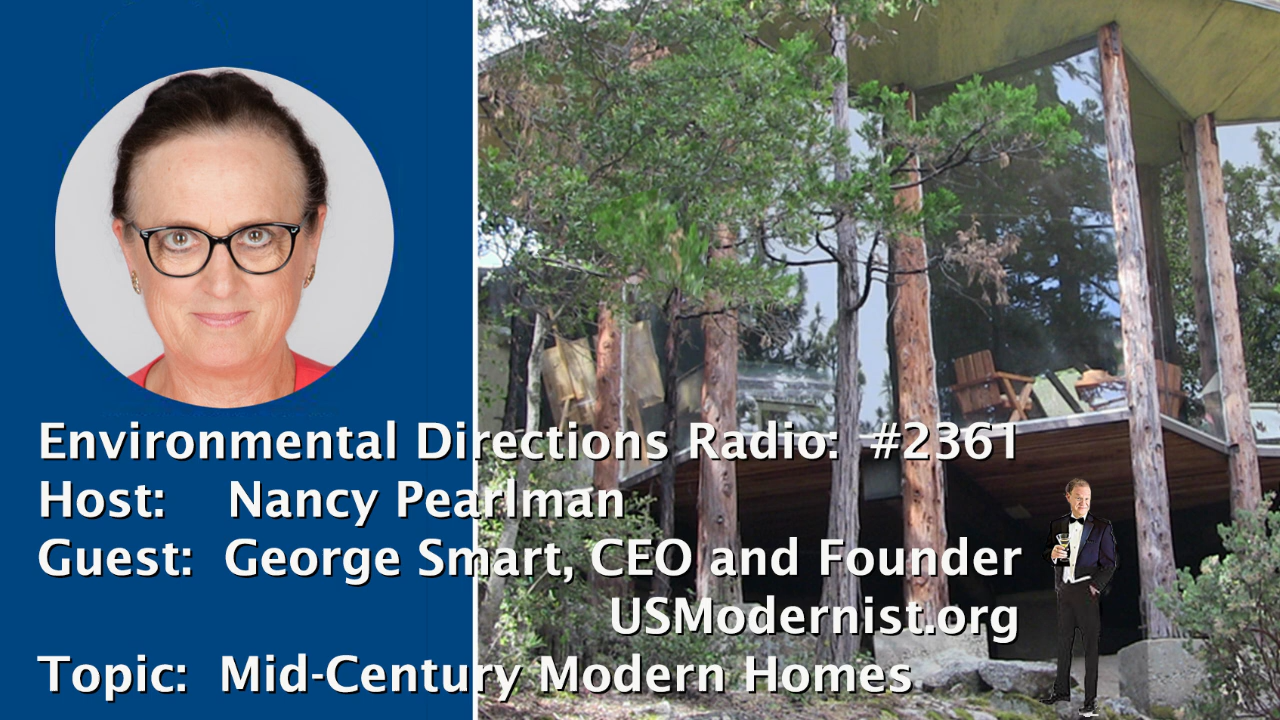 Environmental Directions Radio: #2361
Host: Nancy Pearlman
Guest: George Smart, CEO and Founder
USModernist.org
Topic: Mid-Century Modern Homes